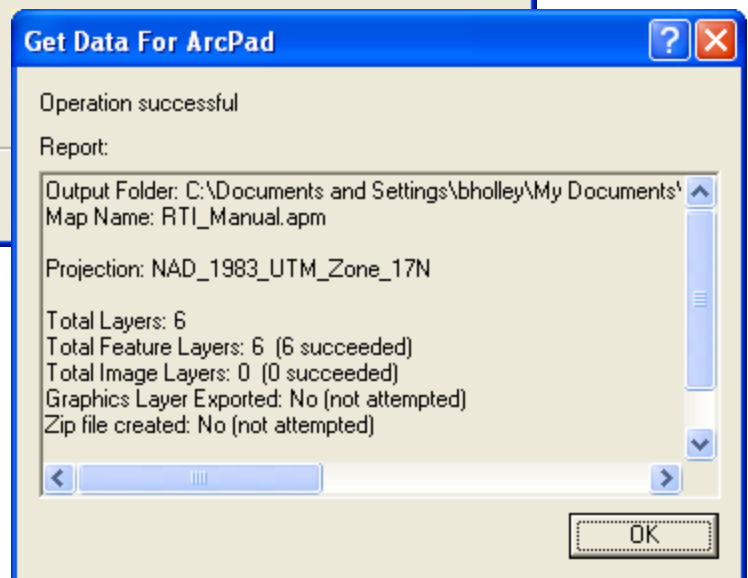 Get Data For ArcPad
Operation successful
Report:
Output Folder: C:\Documents and Settings\bholley\My Documents\
Map Name: RTI_Manual.apm
Projection: NAD_1983_UTM_Zone_17N
Total Layers: 6
Total Feature Layers: 6 (6 succeeded)
Total Image Layers: 0 (0 succeeded)
Graphics Layer Exported: No (not attempted)
Zip file created: No (not attempted)
OK